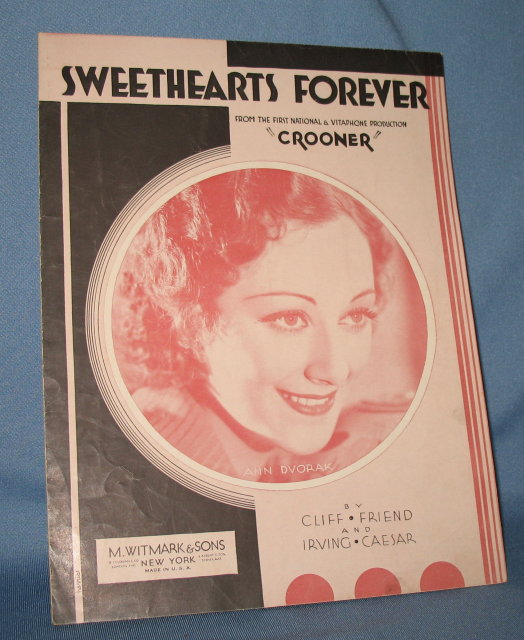 SWEETHEARTS FOREVER
FROM THE FIRST NATIONAL & VITAPHONE PRODUCTION
"CROONER"
ANN DVORAK
BY
CLIFF • FRIEND
AND
IRVING • CAESAR
M. WITMARK & SONS
NEW YORK
MADE IN U.S.A.